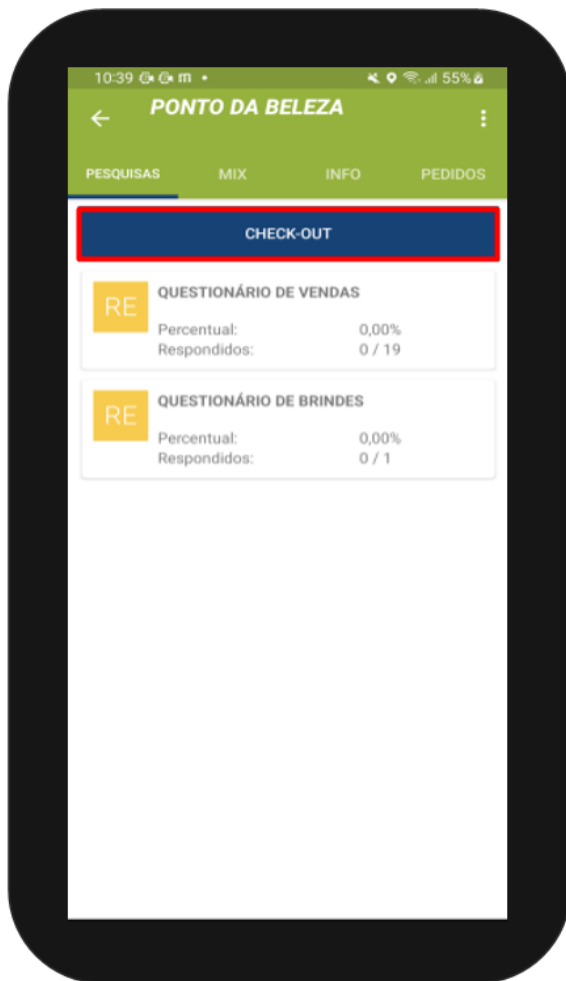 10:39 m • 55%
PONTO DA BELEZA
PESQUISAS MIX INFO PEDIDOS
CHECK-OUT
RE QUESTIONÁRIO DE VENDAS
Percentual: 0,00%
Respondidos: 0 / 19
RE QUESTIONÁRIO DE BRINDES
Percentual: 0,00%
Respondidos: 0 / 1